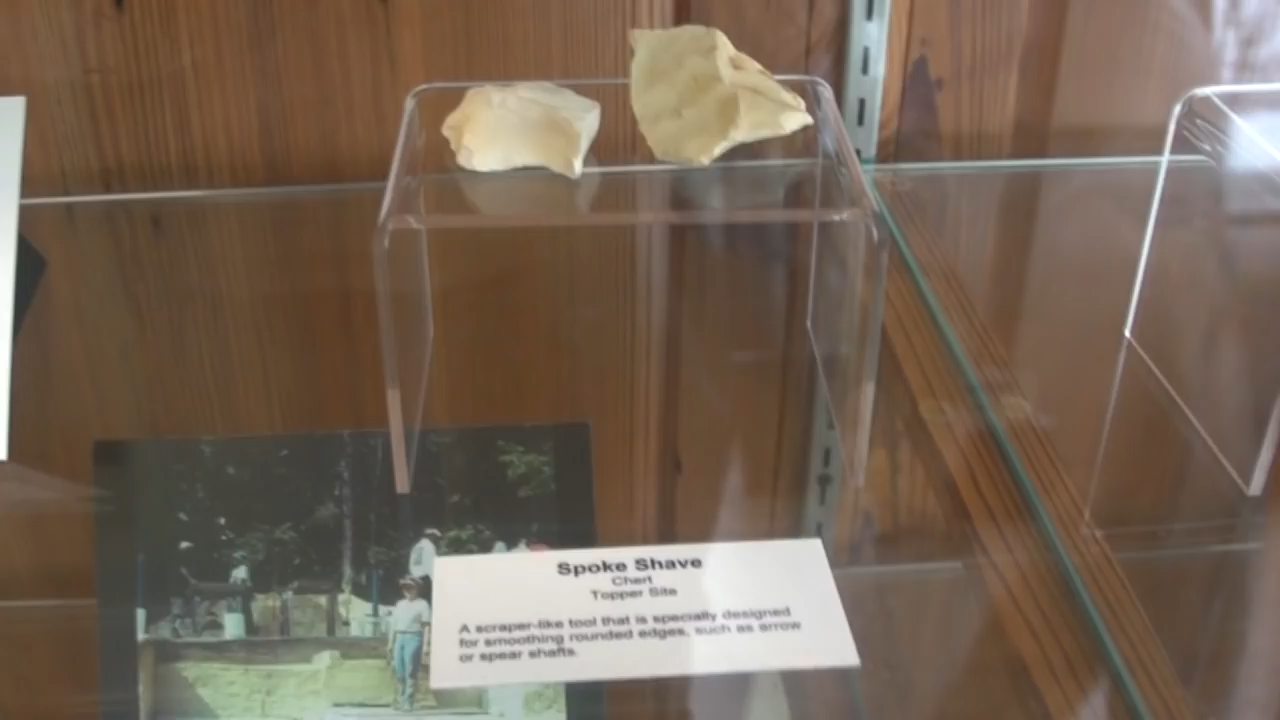 Spoke Shave
Chert
Topper Site
A scraper-like tool that is specially designed
for smoothing rounded edges, such as arrow
or spear shafts.